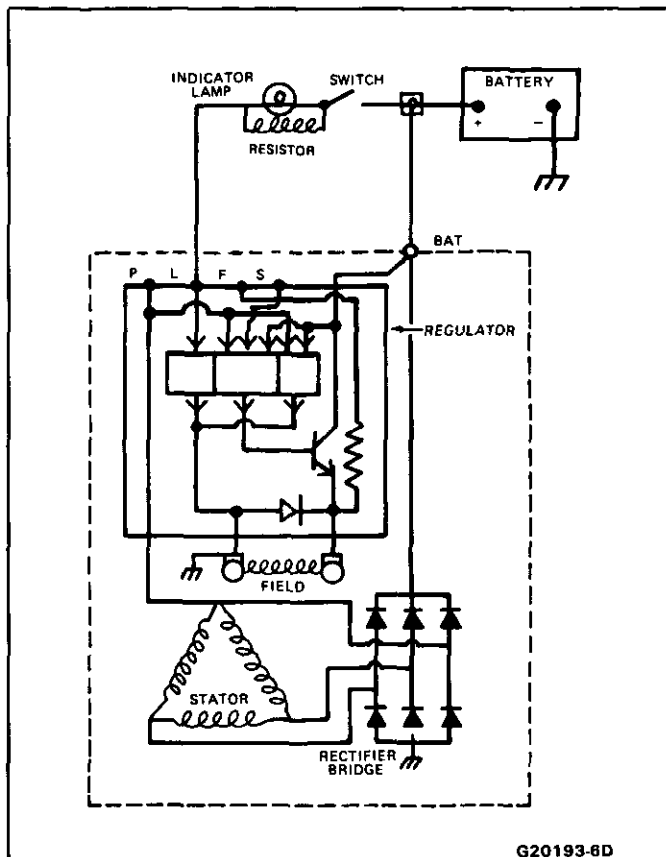 INDICATOR
LAMP
SWITCH
BATTERY
+
−
RESISTOR
BAT
P L F S
REGULATOR
FIELD
STATOR
RECTIFIER
BRIDGE
G20193-6D